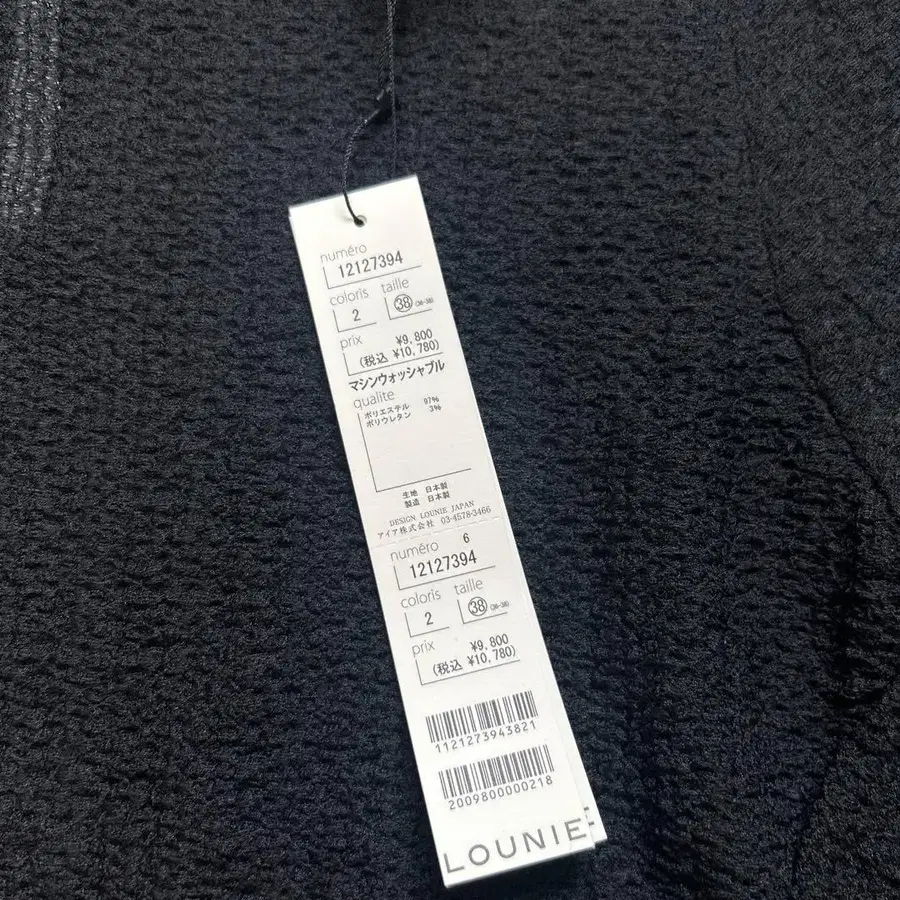 numéro
12127394
coloris taille
2 ㊳ (36-38)
prix
¥9,800
(税込 ¥10,780)
マシンウォッシャブル
qualite
ポリエステル 97%
ポリウレタン 3%
生地 日本製
製造 日本製
DESIGN LOUNIE JAPAN
アイア株式会社 03-4578-3466
6
numéro
12127394
coloris taille
2 ㊳ (36-38)
prix
¥9,800
(税込 ¥10,780)
1121273943821
2009800000218
LOUNIE